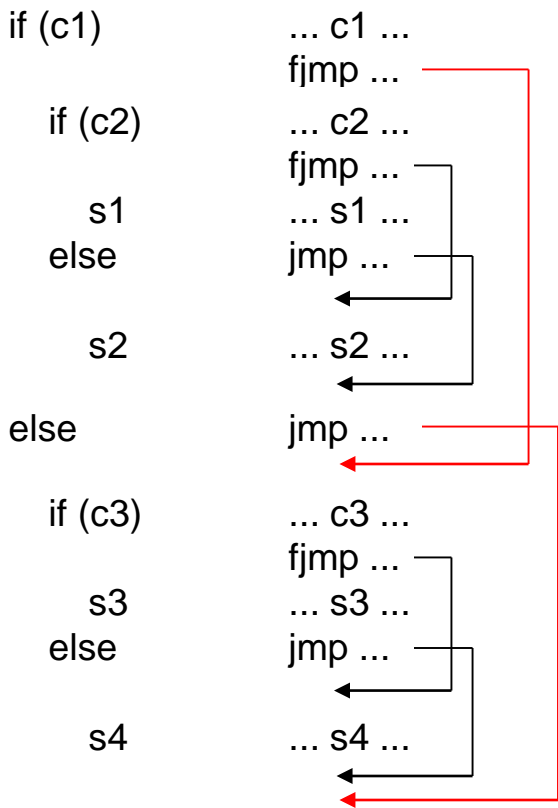 if (c1) ... c1 ...
fjmp ...
if (c2) ... c2 ...
fjmp ...
s1 ... s1 ...
else jmp ...
s2 ... s2 ...
else jmp ...
if (c3) ... c3 ...
fjmp ...
s3 ... s3 ...
else jmp ...
s4 ... s4 ...